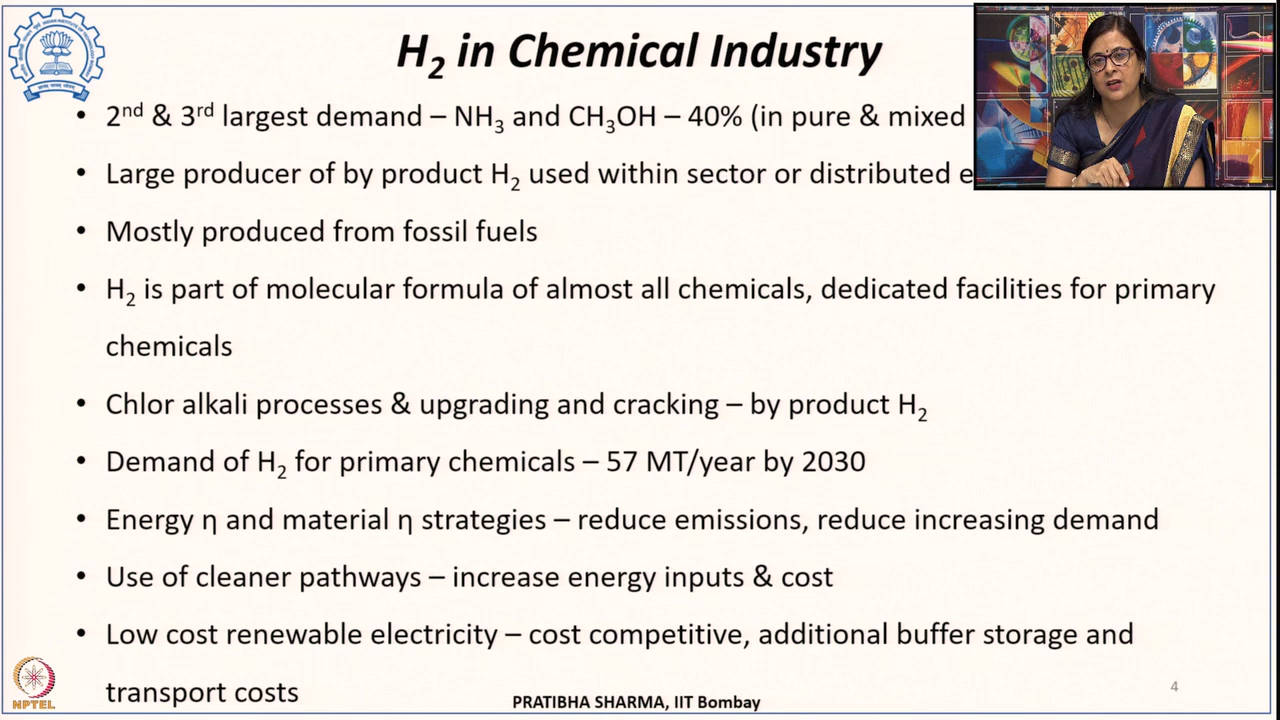 H₂ in Chemical Industry
• 2nd & 3rd largest demand – NH₃ and CH₃OH – 40% (in pure & mixed
• Large producer of by product H₂ used within sector or distributed
• Mostly produced from fossil fuels
• H₂ is part of molecular formula of almost all chemicals, dedicated facilities for primary
chemicals
• Chlor alkali processes & upgrading and cracking – by product H₂
• Demand of H₂ for primary chemicals – 57 MT/year by 2030
• Energy η and material η strategies – reduce emissions, reduce increasing demand
• Use of cleaner pathways – increase energy inputs & cost
• Low cost renewable electricity – cost competitive, additional buffer storage and
transport costs
4
NPTEL
PRATIBHA SHARMA, IIT Bombay